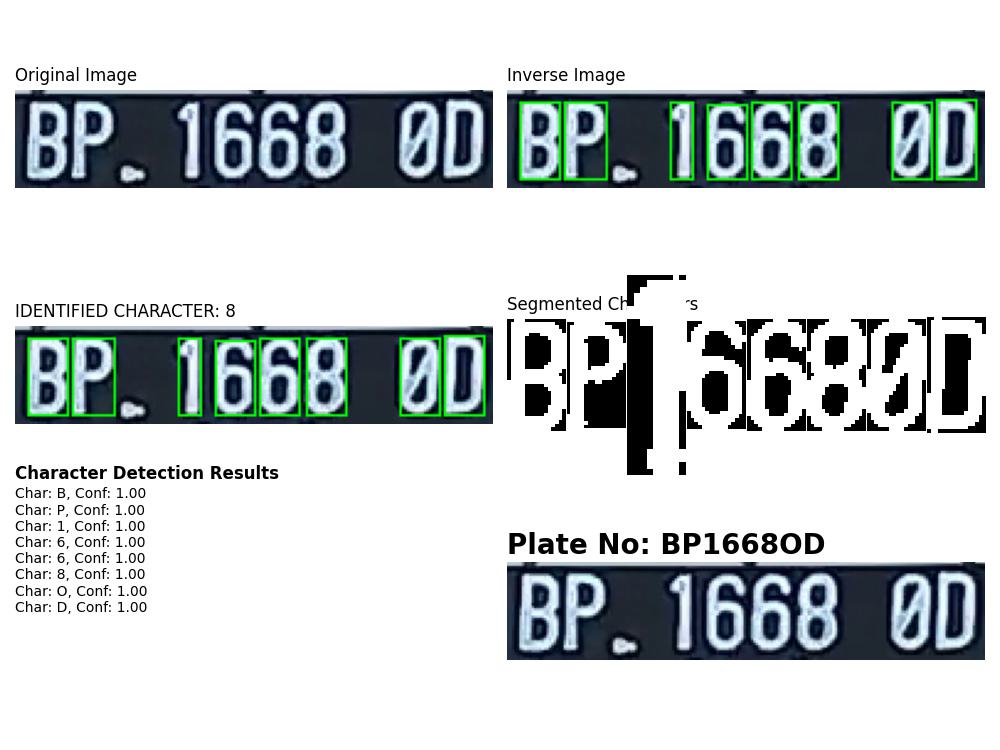 Original Image
BP. 1668 0D
Inverse Image
BP. 1668 0D
IDENTIFIED CHARACTER: 8
BP. 1668 0D
Segmented Ch rs
BP16680D
Character Detection Results
Char: B, Conf: 1.00
Char: P, Conf: 1.00
Char: 1, Conf: 1.00
Char: 6, Conf: 1.00
Char: 6, Conf: 1.00
Char: 8, Conf: 1.00
Char: O, Conf: 1.00
Char: D, Conf: 1.00
Plate No: BP1668OD
BP. 1668 0D